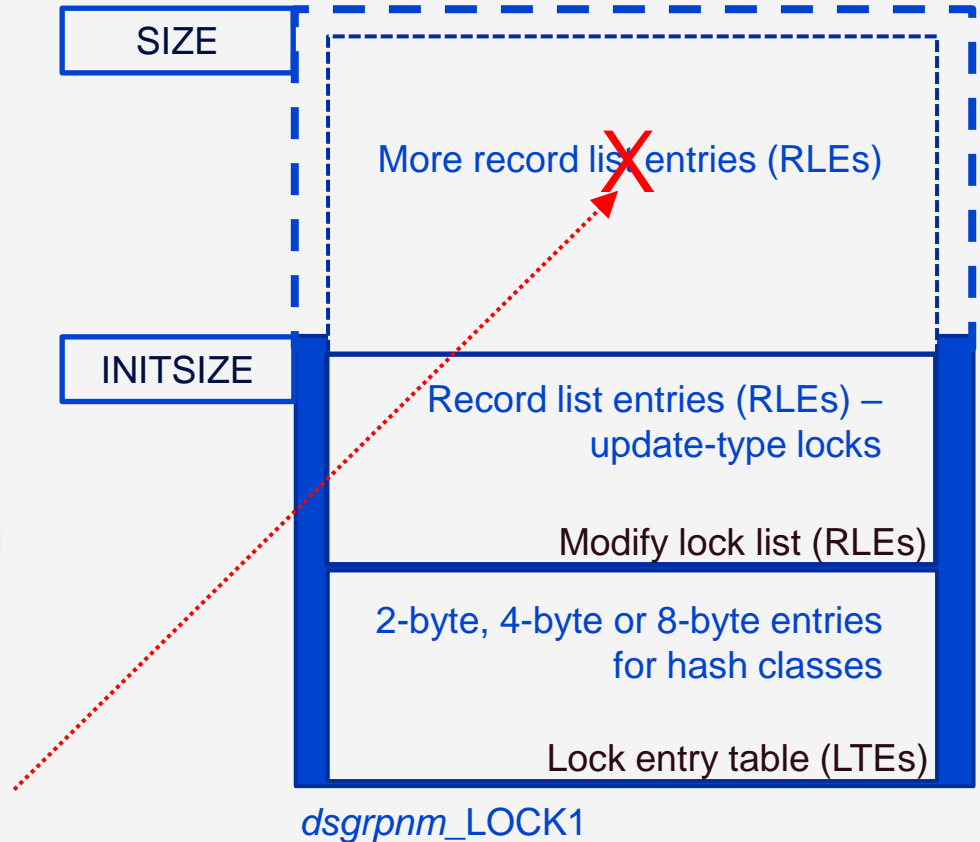 SIZE
More record list entries (RLEs)
X
INITSIZE
Record list entries (RLEs) –
update-type locks
Modify lock list (RLEs)
2-byte, 4-byte or 8-byte entries
for hash classes
Lock entry table (LTEs)
dsgrpnm_LOCK1